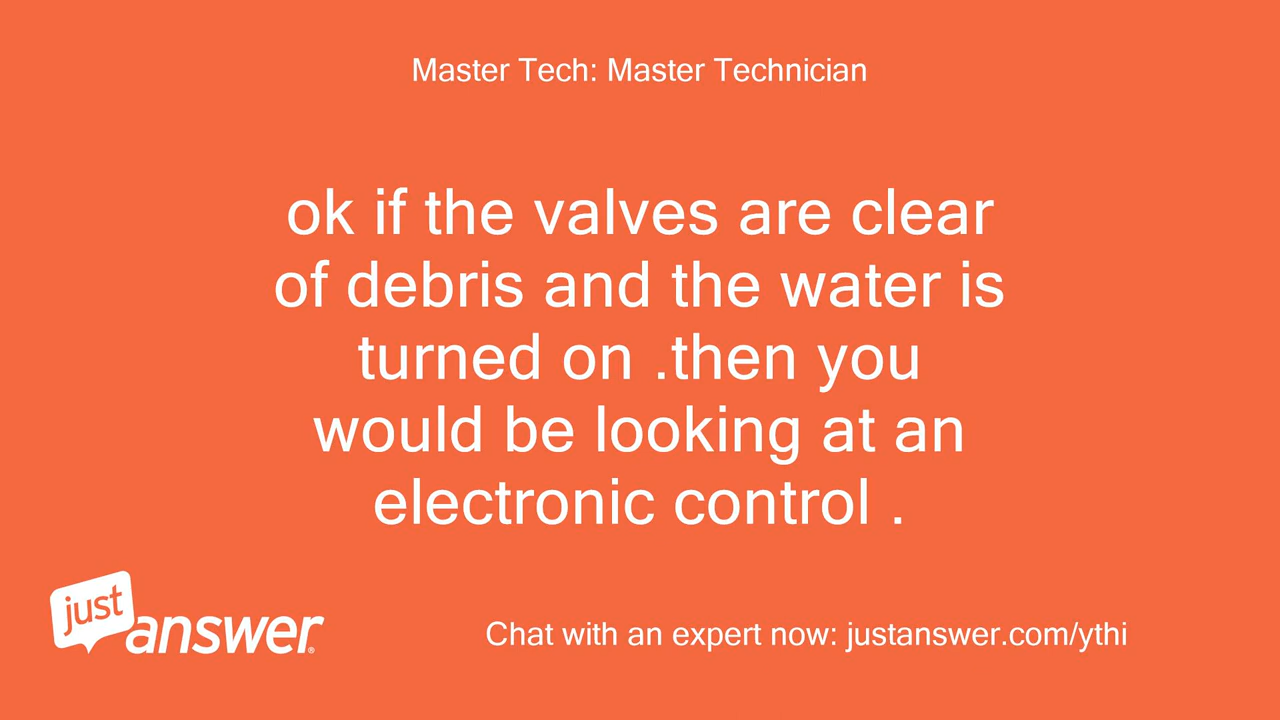 Master Tech: Master Technician
ok if the valves are clear
of debris and the water is
turned on .then you
would be looking at an
electronic control .
just
answer®
Chat with an expert now: justanswer.com/ythi